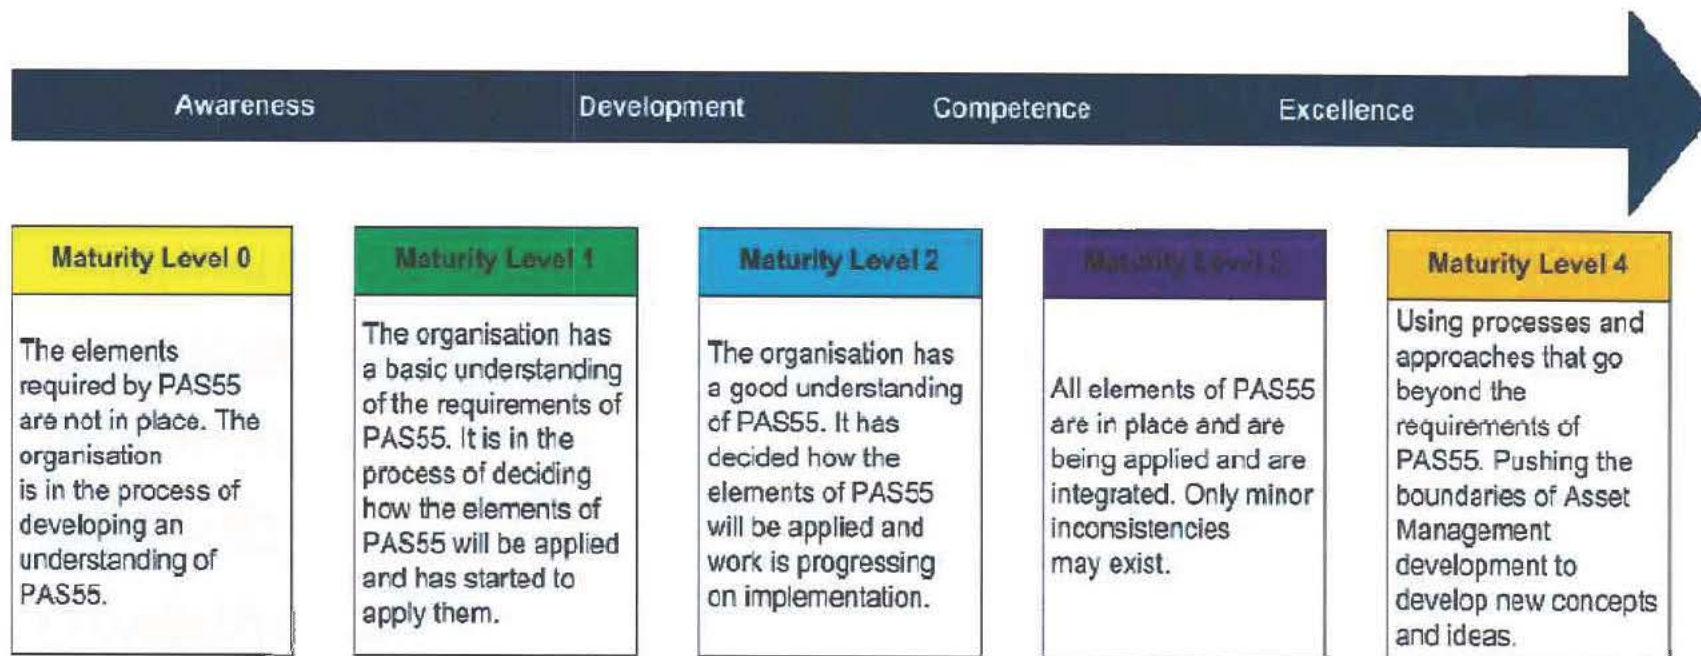 Awareness Development Competence Excellence
Maturity Level 0
The elements
required by PAS55
are not in place. The
organisation
is in the process of
developing an
understanding of
PAS55.
Maturity Level 1
The organisation has
a basic understanding
of the requirements of
PAS55. It is in the
process of deciding
how the elements of
PAS55 will be applied
and has started to
apply them.
Maturity Level 2
The organisation has
a good understanding
of PAS55. It has
decided how the
elements of PAS55
will be applied and
work is progressing
on implementation.
Maturity Level 3
All elements of PAS55
are in place and are
being applied and are
integrated. Only minor
inconsistencies
may exist.
Maturity Level 4
Using processes and
approaches that go
beyond the
requirements of
PAS55. Pushing the
boundaries of Asset
Management
development to
develop new concepts
and ideas.